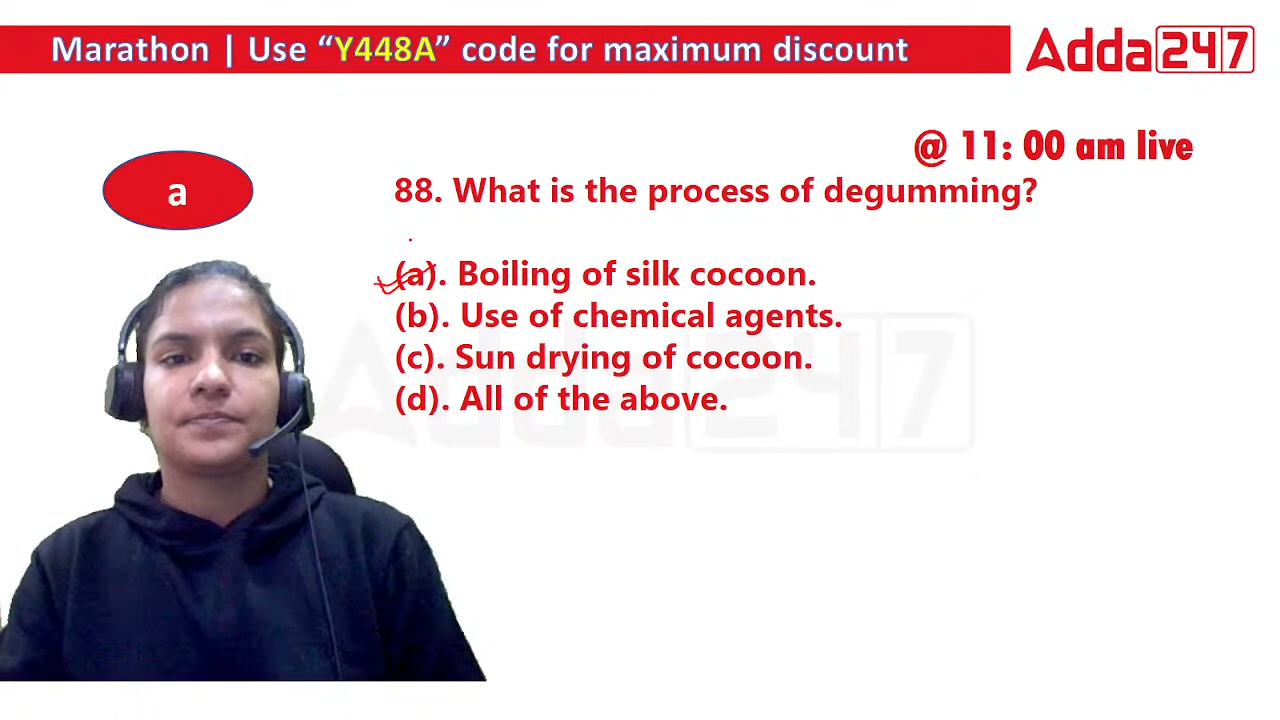 Marathon | Use “Y448A” code for maximum discount
Adda247
@ 11: 00 am live
a
88. What is the process of degumming?
(a). Boiling of silk cocoon.
(b). Use of chemical agents.
(c). Sun drying of cocoon.
(d). All of the above.
Adda247